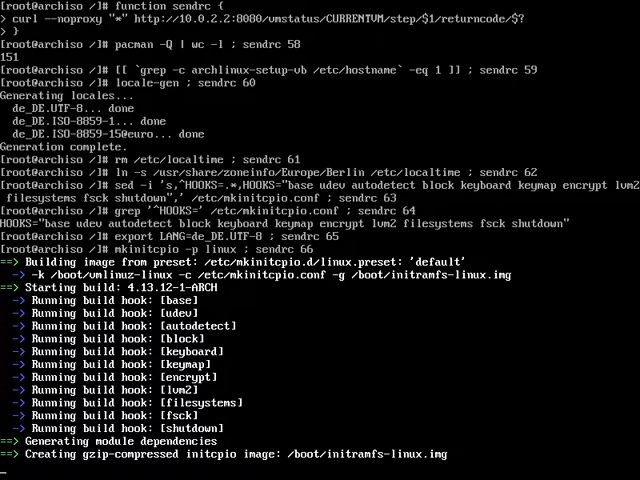 [root@archiso /]# function sendrc {
> curl --noproxy "*" http://10.0.2.2:8080/vmstatus/CURRENTVM/step/$1/returncode/$?
> }
[root@archiso /]# pacman -Q | wc -l ; sendrc 58
151
[root@archiso /]# [[ `grep -c archlinux-setup-vb /etc/hostname` -eq 1 ]] ; sendrc 59
[root@archiso /]# locale-gen ; sendrc 60
Generating locales...
  de_DE.UTF-8... done
  de_DE.ISO-8859-1... done
  de_DE.ISO-8859-15@euro... done
Generation complete.
[root@archiso /]# rm /etc/localtime ; sendrc 61
[root@archiso /]# ln -s /usr/share/zoneinfo/Europe/Berlin /etc/localtime ; sendrc 62
[root@archiso /]# sed -i 's,^HOOKS=.*,HOOKS="base udev autodetect block keyboard keymap encrypt lvm2
 filesystems fsck shutdown",' /etc/mkinitcpio.conf ; sendrc 63
[root@archiso /]# grep '^HOOKS=' /etc/mkinitcpio.conf ; sendrc 64
HOOKS="base udev autodetect block keyboard keymap encrypt lvm2 filesystems fsck shutdown"
[root@archiso /]# export LANG=de_DE.UTF-8 ; sendrc 65
[root@archiso /]# mkinitcpio -p linux ; sendrc 66
==> Building image from preset: /etc/mkinitcpio.d/linux.preset: 'default'
  -> -k /boot/vmlinuz-linux -c /etc/mkinitcpio.conf -g /boot/initramfs-linux.img
==> Starting build: 4.13.12-1-ARCH
  -> Running build hook: [base]
  -> Running build hook: [udev]
  -> Running build hook: [autodetect]
  -> Running build hook: [block]
  -> Running build hook: [keyboard]
  -> Running build hook: [keymap]
  -> Running build hook: [encrypt]
  -> Running build hook: [lvm2]
  -> Running build hook: [filesystems]
  -> Running build hook: [fsck]
  -> Running build hook: [shutdown]
==> Generating module dependencies
==> Creating gzip-compressed initcpio image: /boot/initramfs-linux.img